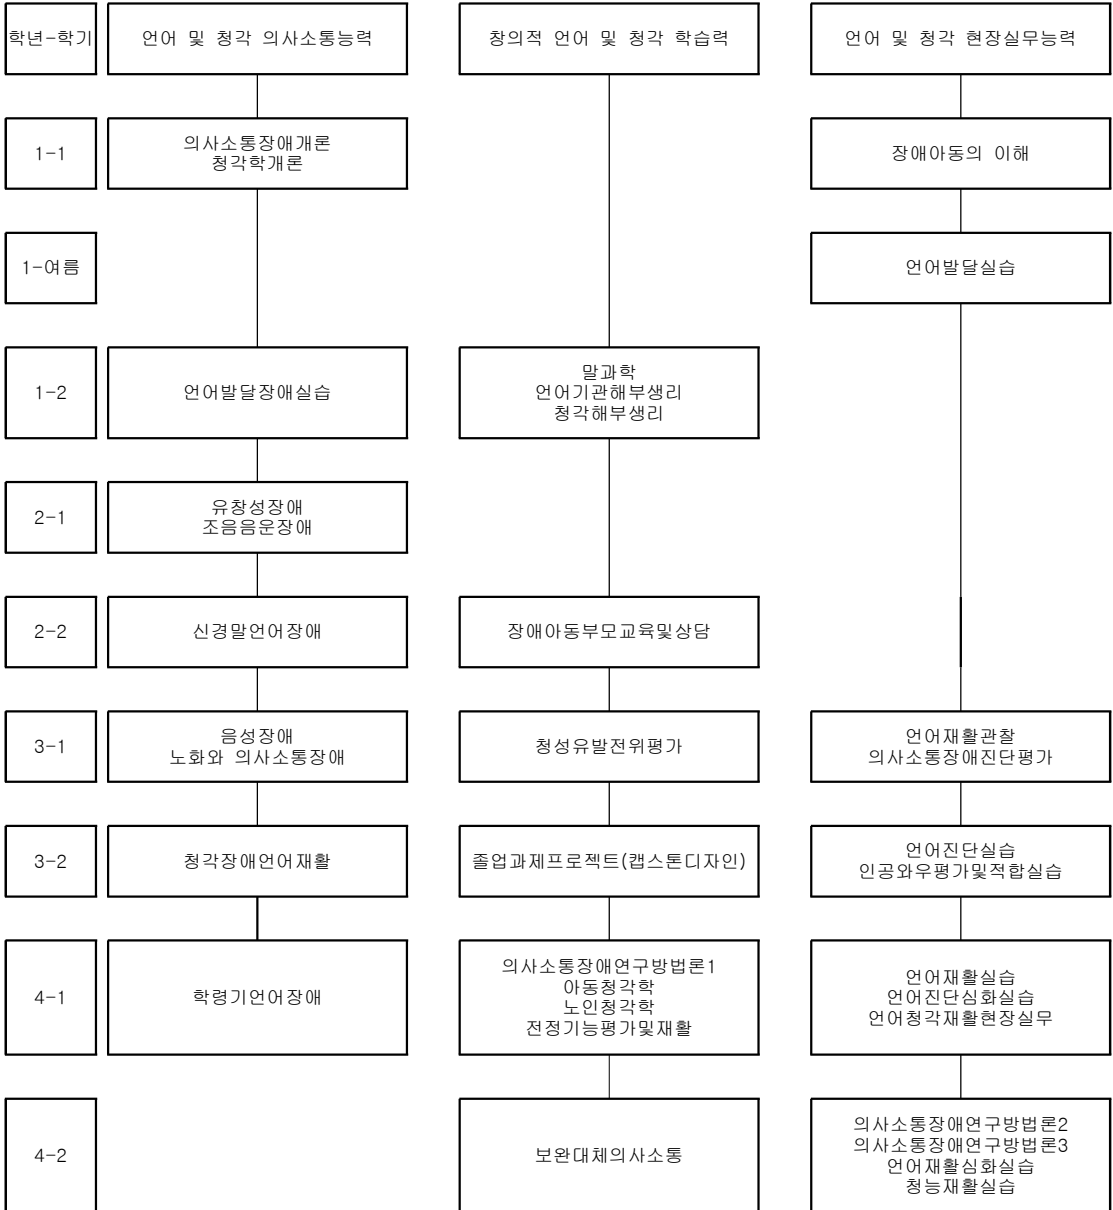 학년-학기
언어 및 청각 의사소통능력
창의적 언어 및 청각 학습력
언어 및 청각 현장실무능력
1-1
의사소통장애개론
청각학개론
장애아동의 이해
1-여름
언어발달실습
1-2
언어발달장애실습
말과학
언어기관해부생리
청각해부생리
2-1
유창성장애
조음음운장애
2-2
신경말언어장애
장애아동부모교육및상담
3-1
음성장애
노화와 의사소통장애
청성유발전위평가
언어재활관찰
의사소통장애진단평가
3-2
청각장애언어재활
졸업과제프로젝트(캡스톤디자인)
언어진단실습
인공와우평가및적합실습
4-1
학령기언어장애
의사소통장애연구방법론1
아동청각학
노인청각학
전정기능평가및재활
언어재활실습
언어진단심화실습
언어청각재활현장실무
4-2
보완대체의사소통
의사소통장애연구방법론2
의사소통장애연구방법론3
언어재활심화실습
청능재활실습